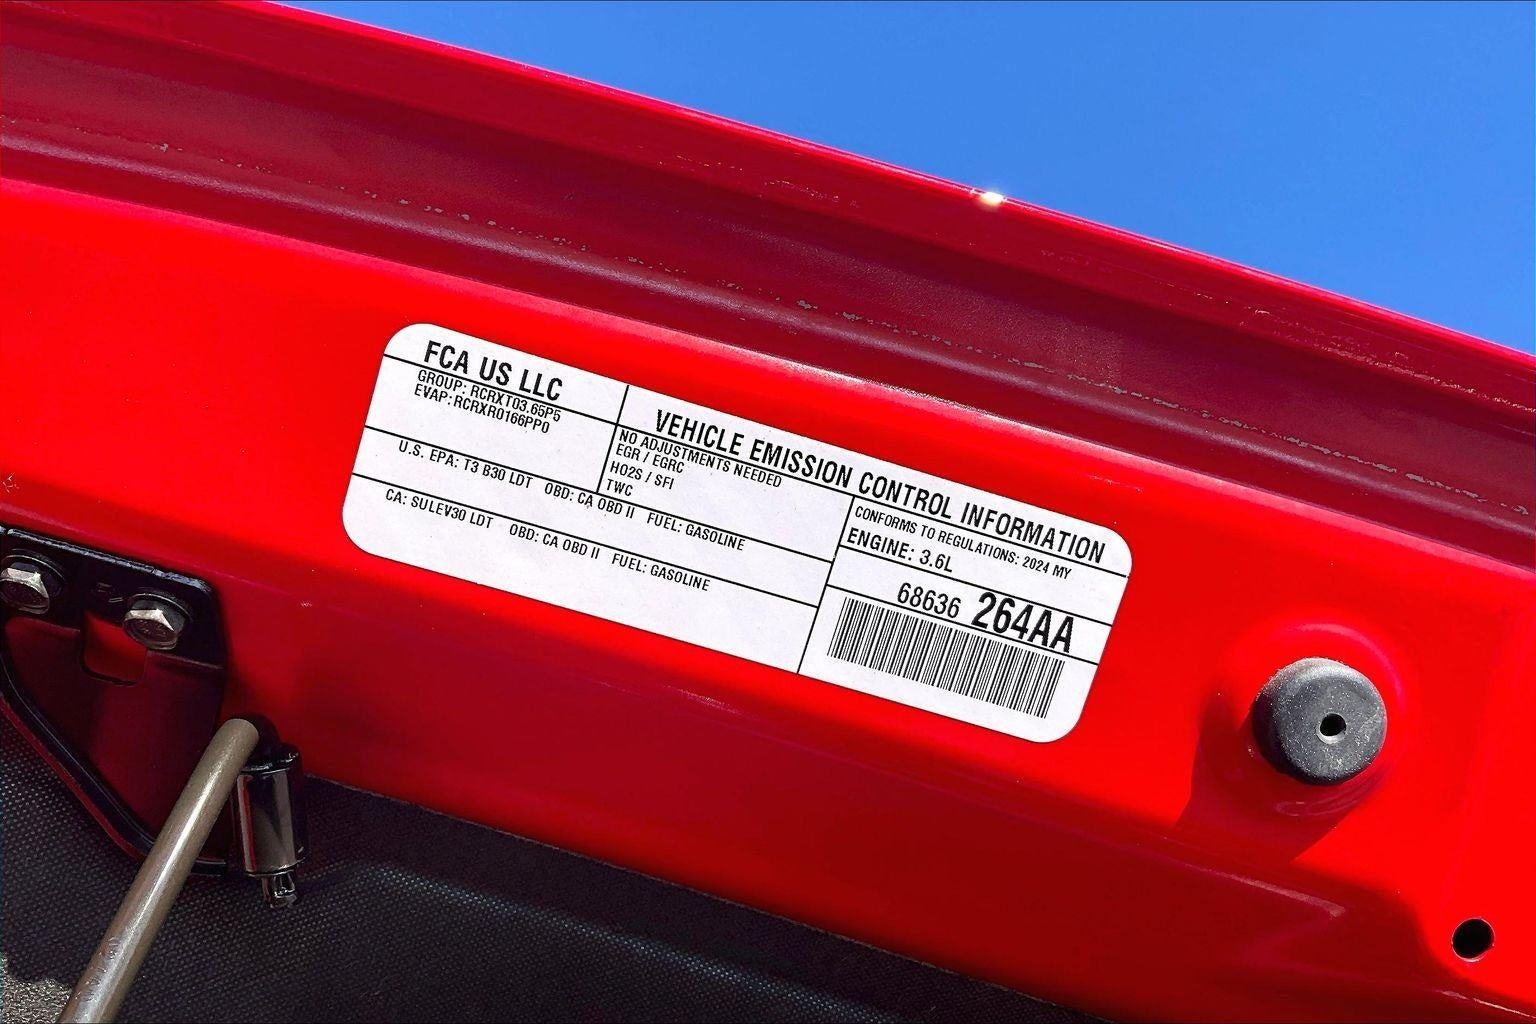 FCA US LLC
GROUP: RCRXT03.65P5
EVAP: RCRXR0166PP0
VEHICLE EMISSION CONTROL INFORMATION
NO ADJUSTMENTS NEEDED
EGR / EGRC
HO2S / SFI
TWC
CONFORMS TO REGULATIONS: 2024 MY
U.S. EPA: T3 B30 LDT OBD: CA OBD II FUEL: GASOLINE
CA: SULEV30 LDT OBD: CA OBD II FUEL: GASOLINE
ENGINE: 3.6L
68636 264AA